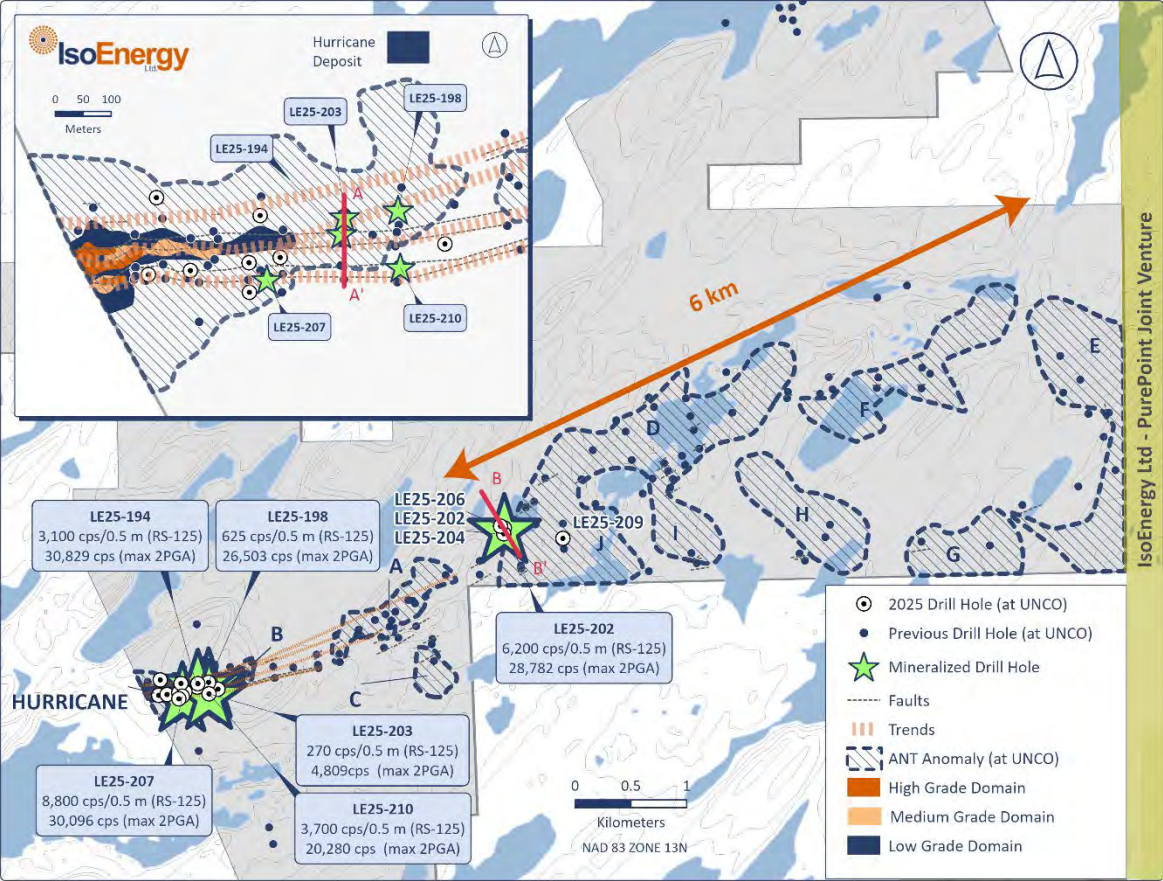 IsoEnergy
Ltd.
Hurricane
Deposit
0 50 100
Meters
LE25-203
LE25-198
LE25-194
A
A'
LE25-207
LE25-210
6 km
IsoEnergy Ltd - PurePoint Joint Venture
E
F
D
H
I
G
J
B
B'
LE25-206
LE25-202
LE25-204
LE25-209
A
B
C
HURRICANE
LE25-194
3,100 cps/0.5 m (RS-125)
30,829 cps (max 2PGA)
LE25-198
625 cps/0.5 m (RS-125)
26,503 cps (max 2PGA)
LE25-202
6,200 cps/0.5 m (RS-125)
28,782 cps (max 2PGA)
LE25-203
270 cps/0.5 m (RS-125)
4,809cps (max 2PGA)
LE25-207
8,800 cps/0.5 m (RS-125)
30,096 cps (max 2PGA)
LE25-210
3,700 cps/0.5 m (RS-125)
20,280 cps (max 2PGA)
0 0.5 1
Kilometers
NAD 83 ZONE 13N
2025 Drill Hole (at UNCO)
Previous Drill Hole (at UNCO)
Mineralized Drill Hole
Faults
Trends
ANT Anomaly (at UNCO)
High Grade Domain
Medium Grade Domain
Low Grade Domain